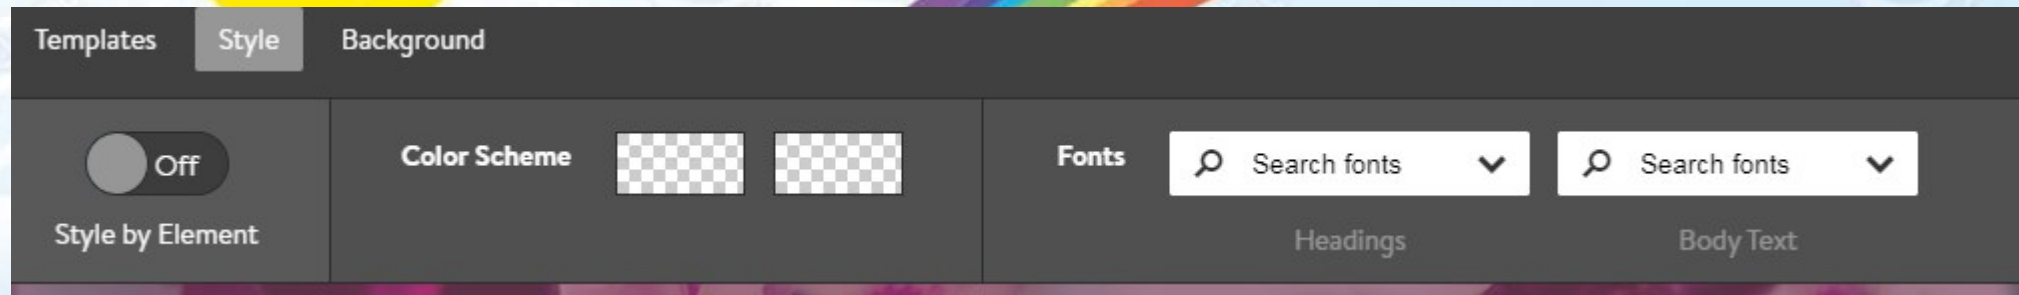 Templates Style Background
Off Color Scheme Fonts Search fonts Search fonts
Style by Element Headings Body Text